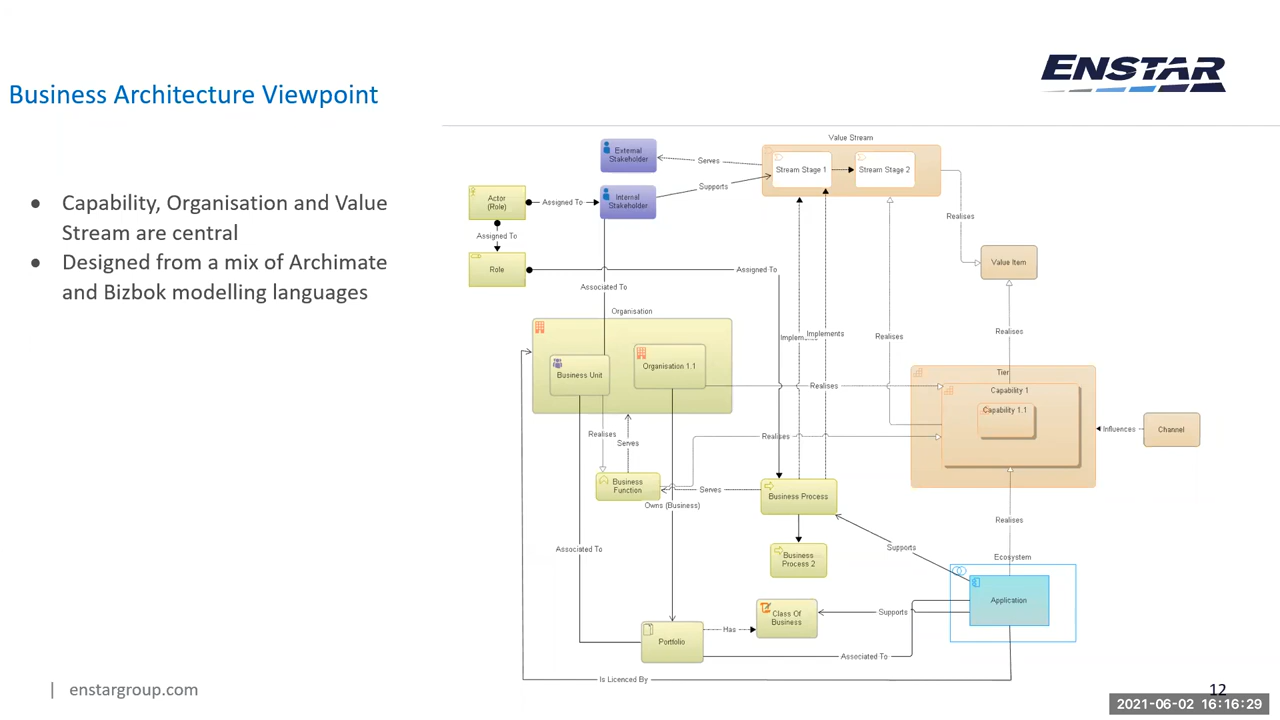 ENSTAR
Business Architecture Viewpoint
● Capability, Organisation and Value
Stream are central
● Designed from a mix of Archimate
and Bizbok modelling languages
Value Stream
External
Stakeholder
Serves
Stream Stage 1
Stream Stage 2
Supports
Actor
(Role)
Assigned To
Internal
Stakeholder
Realises
Assigned To
Value Item
Role
Assigned To
Associated To
Organisation
Implem...
Implements
Realises
Realises
Business Unit
Organisation 1.1
Realises
Tier
Capability 1
Capability 1.1
Influences
Channel
Realises
Serves
Realises
Business
Function
Serves
Business Process
Owns (Business)
Realises
Associated To
Supports
Business
Process 2
Ecosystem
Application
Class Of
Business
Supports
Has
Portfolio
Associated To
Is Licenced By
| enstargroup.com
12
2021-06-02 16:16:29